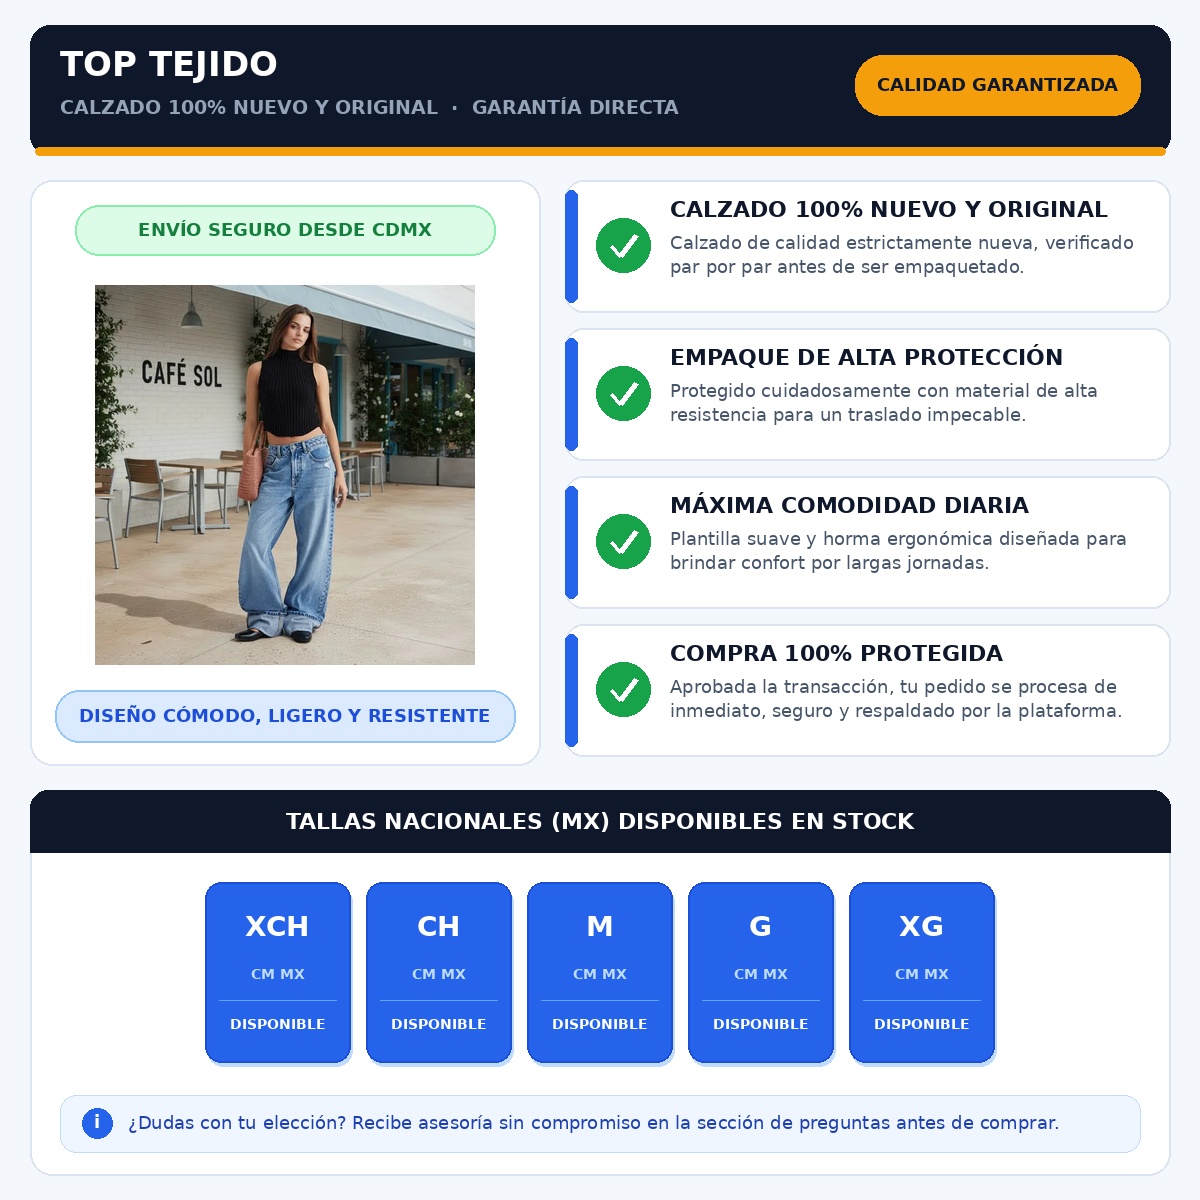 TOP TEJIDO
CALZADO 100% NUEVO Y ORIGINAL · GARANTÍA DIRECTA
CALIDAD GARANTIZADA
ENVÍO SEGURO DESDE CDMX
CAFÉ SOL
DISEÑO CÓMODO, LIGERO Y RESISTENTE
CALZADO 100% NUEVO Y ORIGINAL
Calzado de calidad estrictamente nueva, verificado
par por par antes de ser empaquetado.
EMPAQUE DE ALTA PROTECCIÓN
Protegido cuidadosamente con material de alta
resistencia para un traslado impecable.
MÁXIMA COMODIDAD DIARIA
Plantilla suave y horma ergonómica diseñada para
brindar confort por largas jornadas.
COMPRA 100% PROTEGIDA
Aprobada la transacción, tu pedido se procesa de
inmediato, seguro y respaldado por la plataforma.
TALLAS NACIONALES (MX) DISPONIBLES EN STOCK
XCH
CM MX
DISPONIBLE
CH
CM MX
DISPONIBLE
M
CM MX
DISPONIBLE
G
CM MX
DISPONIBLE
XG
CM MX
DISPONIBLE
i
¿Dudas con tu elección? Recibe asesoría sin compromiso en la sección de preguntas antes de comprar.